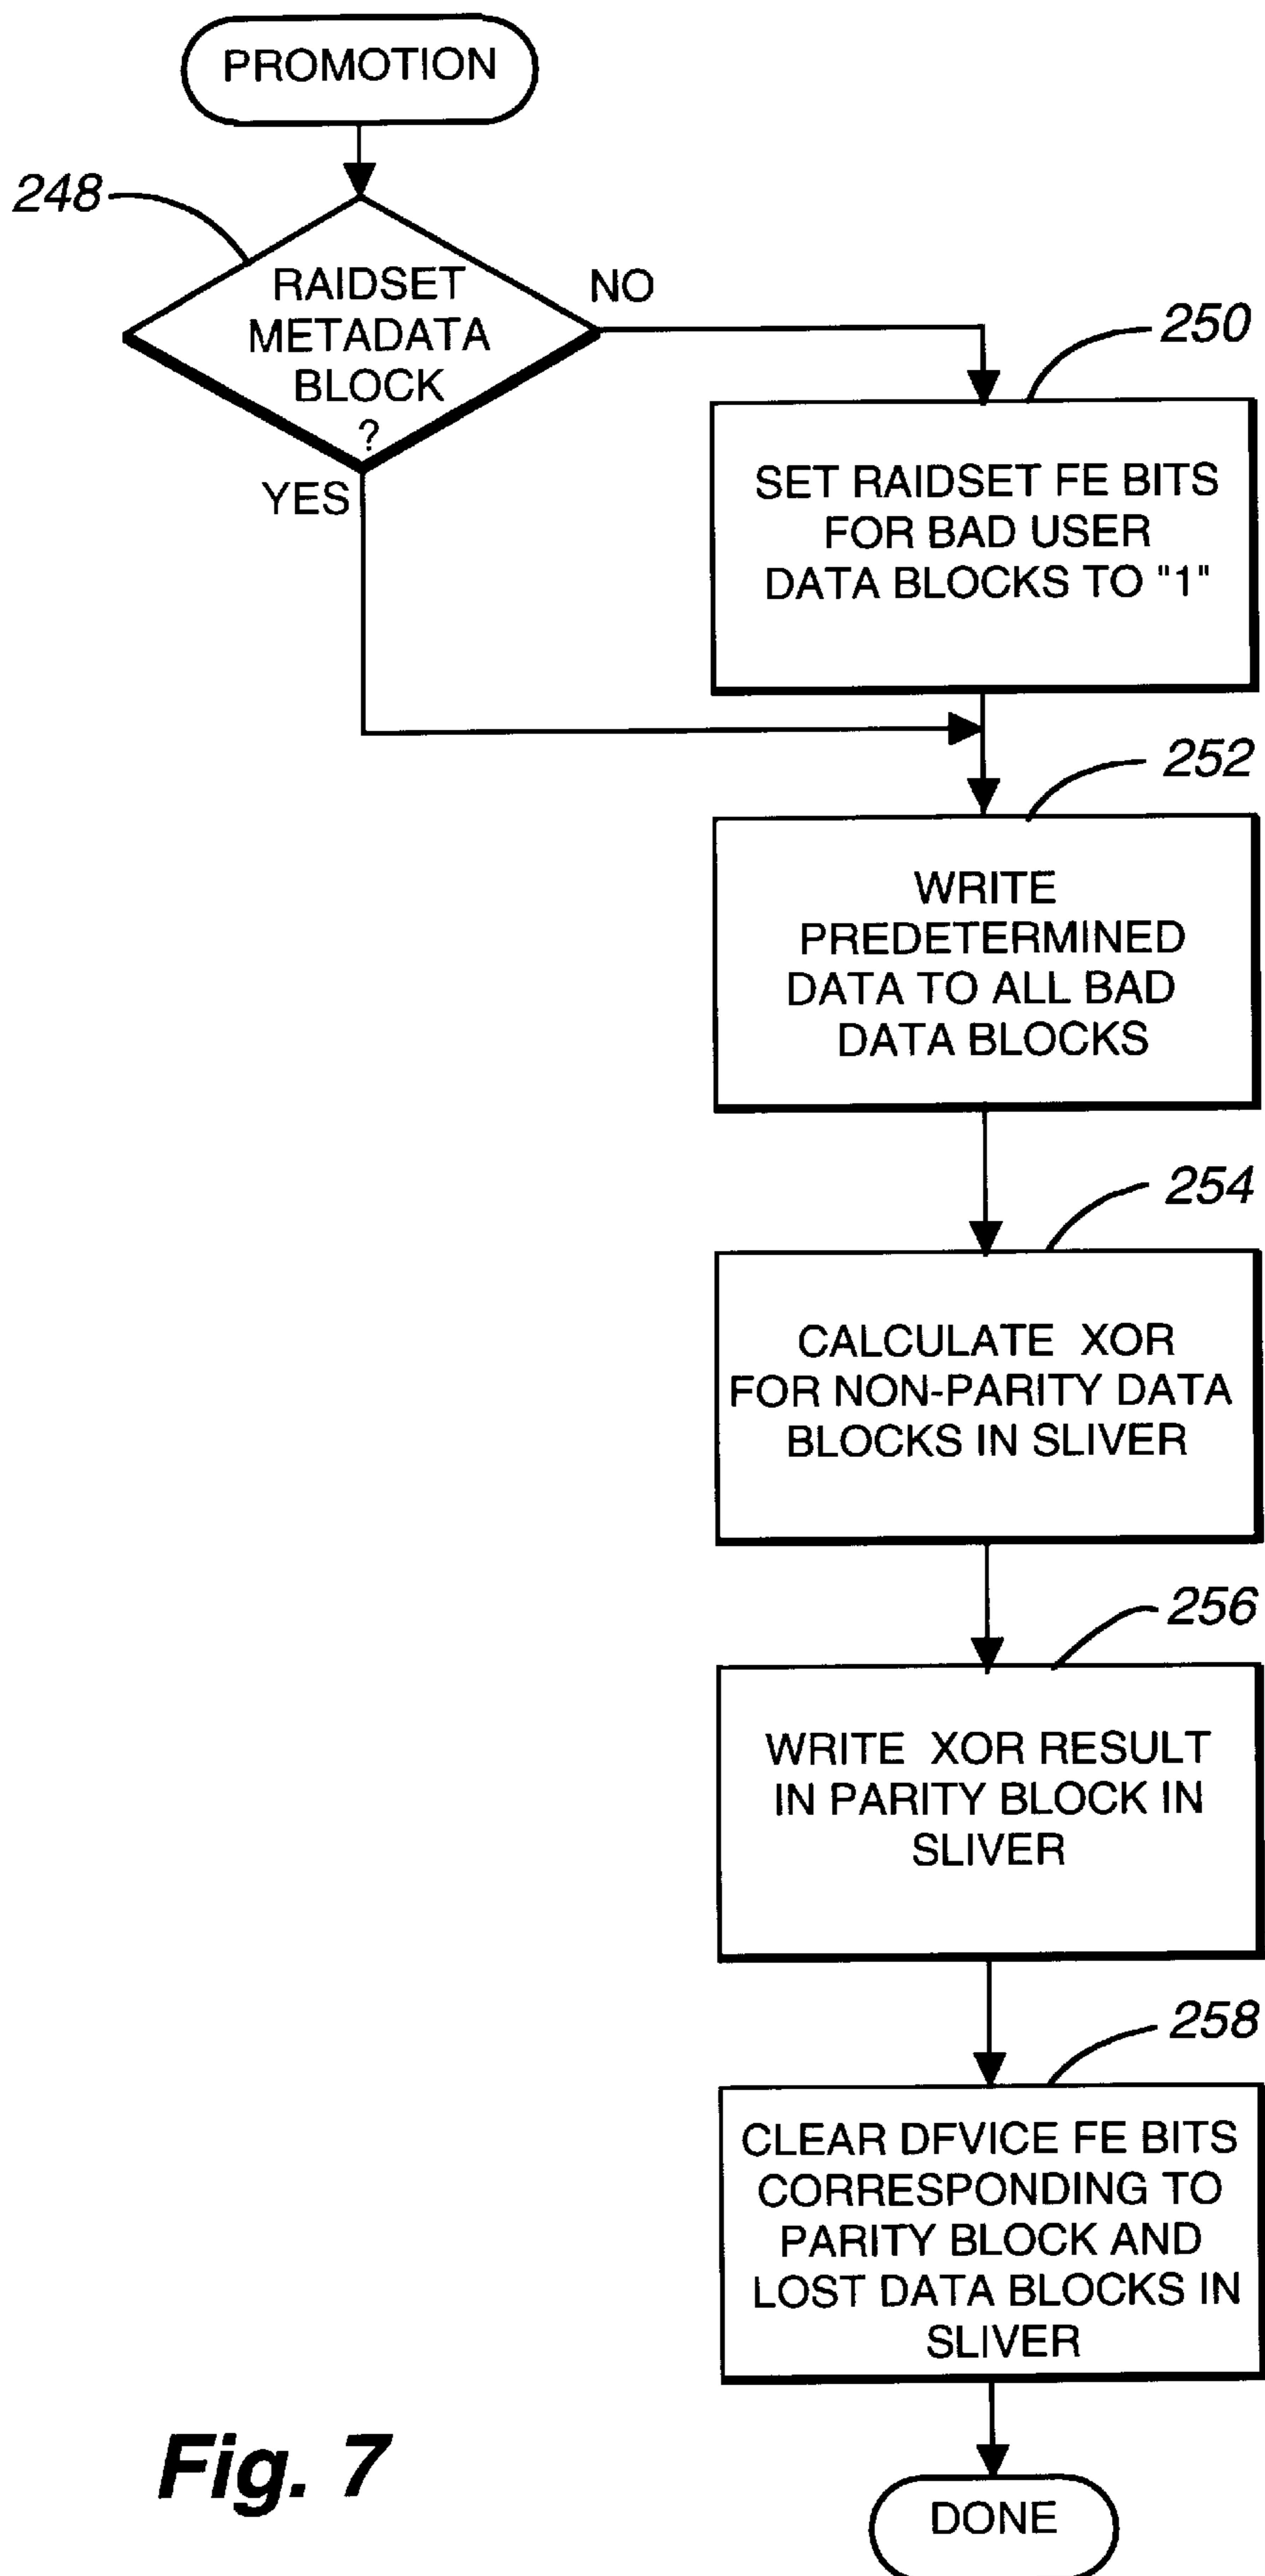 PROMOTION
248
RAIDSET
METADATA
BLOCK
?
NO
YES
250
SET RAIDSET FE BITS
FOR BAD USER
DATA BLOCKS TO "1"
252
WRITE
PREDETERMINED
DATA TO ALL BAD
DATA BLOCKS
254
CALCULATE XOR
FOR NON-PARITY DATA
BLOCKS IN SLIVER
256
WRITE XOR RESULT
IN PARITY BLOCK IN
SLIVER
258
CLEAR DFVICE FE BITS
CORRESPONDING TO
PARITY BLOCK AND
LOST DATA BLOCKS IN
SLIVER
DONE
Fig. 7